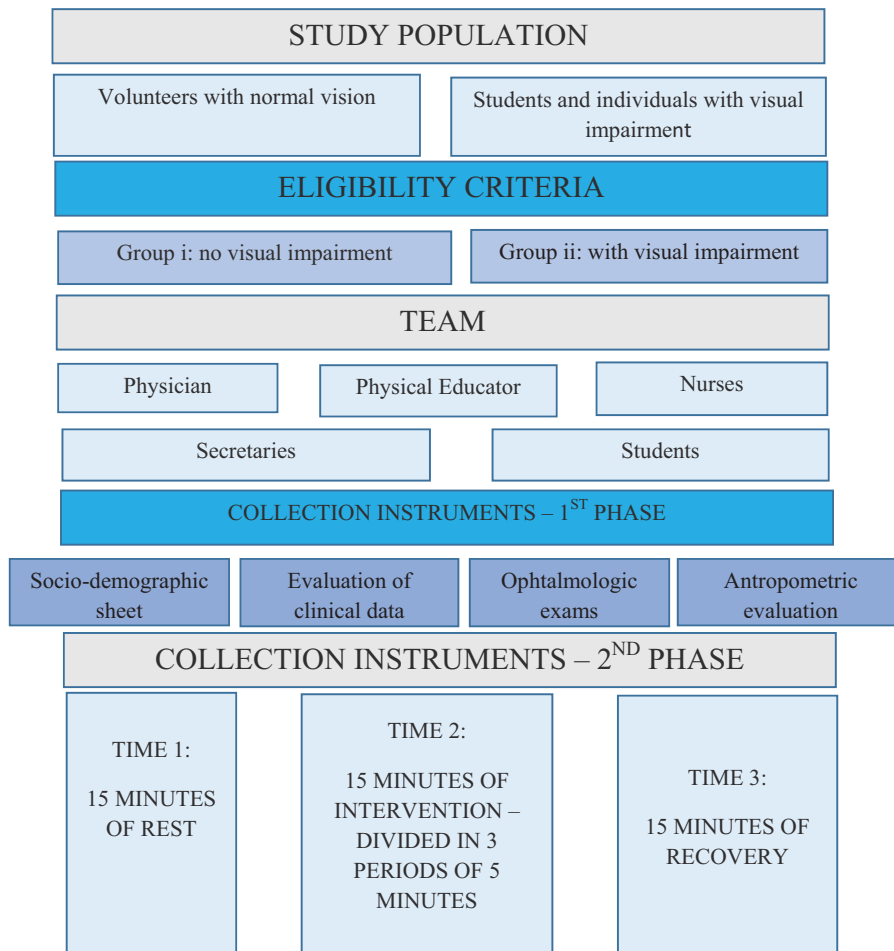 STUDY POPULATION
Volunteers with normal vision
Students and individuals with visual
impairment
ELIGIBILITY CRITERIA
Group i: no visual impairment
Group ii: with visual impairment
TEAM
Physician
Physical Educator
Nurses
Secretaries
Students
COLLECTION INSTRUMENTS – 1ST PHASE
Socio-demographic
sheet
Evaluation of
clinical data
Ophtalmologic
exams
Antropometric
evaluation
COLLECTION INSTRUMENTS – 2ND PHASE
TIME 1:
15 MINUTES
OF REST
TIME 2:
15 MINUTES OF
INTERVENTION –
DIVIDED IN 3
PERIODS OF 5
MINUTES
TIME 3:
15 MINUTES OF
RECOVERY